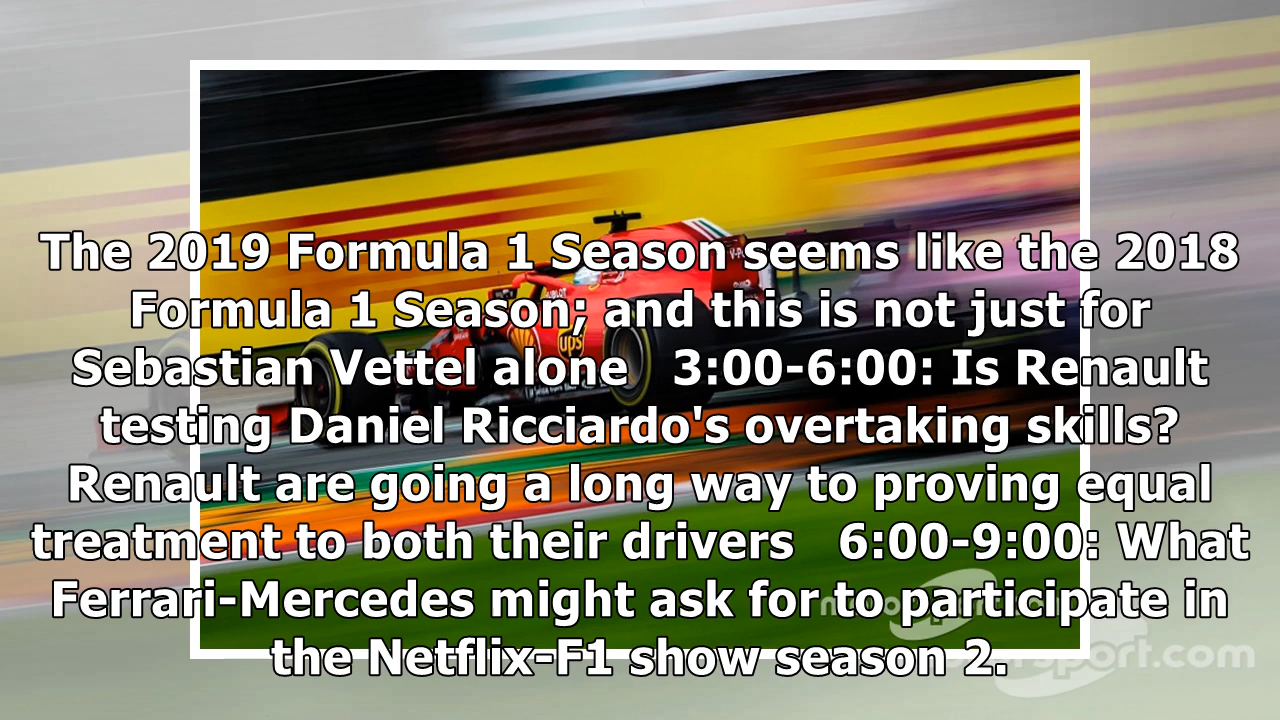 The 2019 Formula 1 Season seems like the 2018
Formula 1 Season; and this is not just for
Sebastian Vettel alone   3:00-6:00: Is Renault
testing Daniel Ricciardo's overtaking skills?
Renault are going a long way to proving equal
treatment to both their drivers   6:00-9:00: What
Ferrari-Mercedes might ask for to participate in
the Netflix-F1 show season 2.
ups